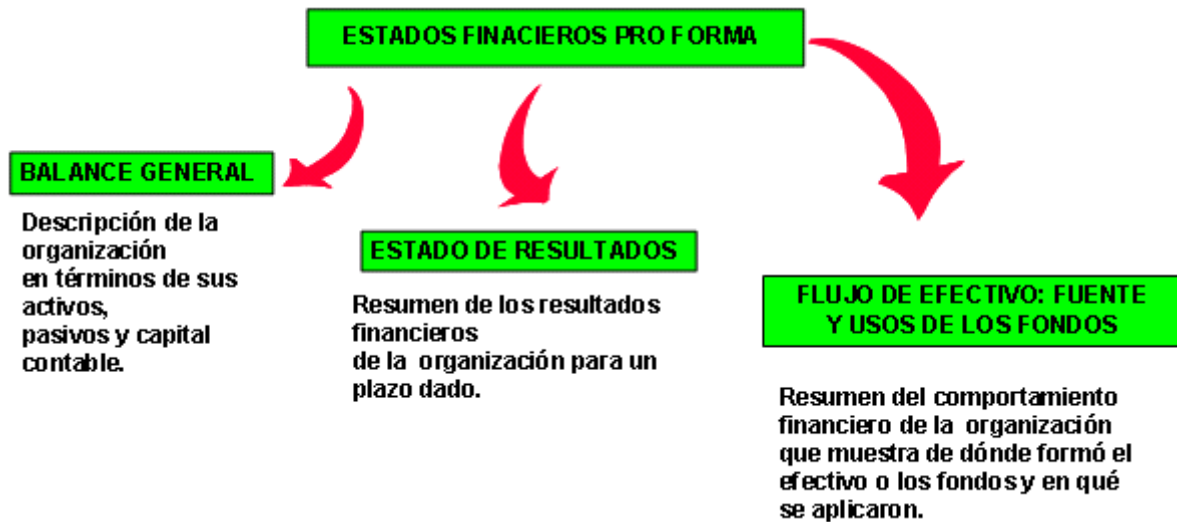 ESTADOS FINACIEROS PRO FORMA
BALANCE GENERAL
Descripción de la
organización
en términos de sus
activos,
pasivos y capital
contable.
ESTADO DE RESULTADOS
Resumen de los resultados
financieros
de la organización para un
plazo dado.
FLUJO DE EFECTIVO: FUENTE
Y USOS DE LOS FONDOS
Resumen del comportamiento
financiero de la organización
que muestra de dónde formó el
efectivo o los fondos y en qué
se aplicaron.